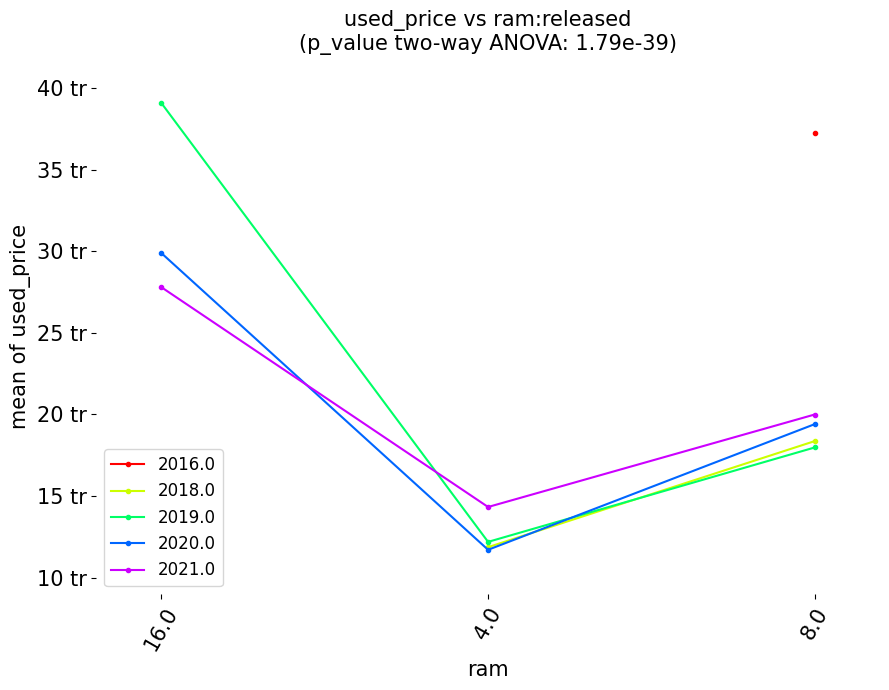 used_price vs ram:released
(p_value two-way ANOVA: 1.79e-39)
mean of used_price
40 tr
35 tr
30 tr
25 tr
20 tr
15 tr
10 tr
2016.0
2018.0
2019.0
2020.0
2021.0
16.0
4.0
8.0
ram